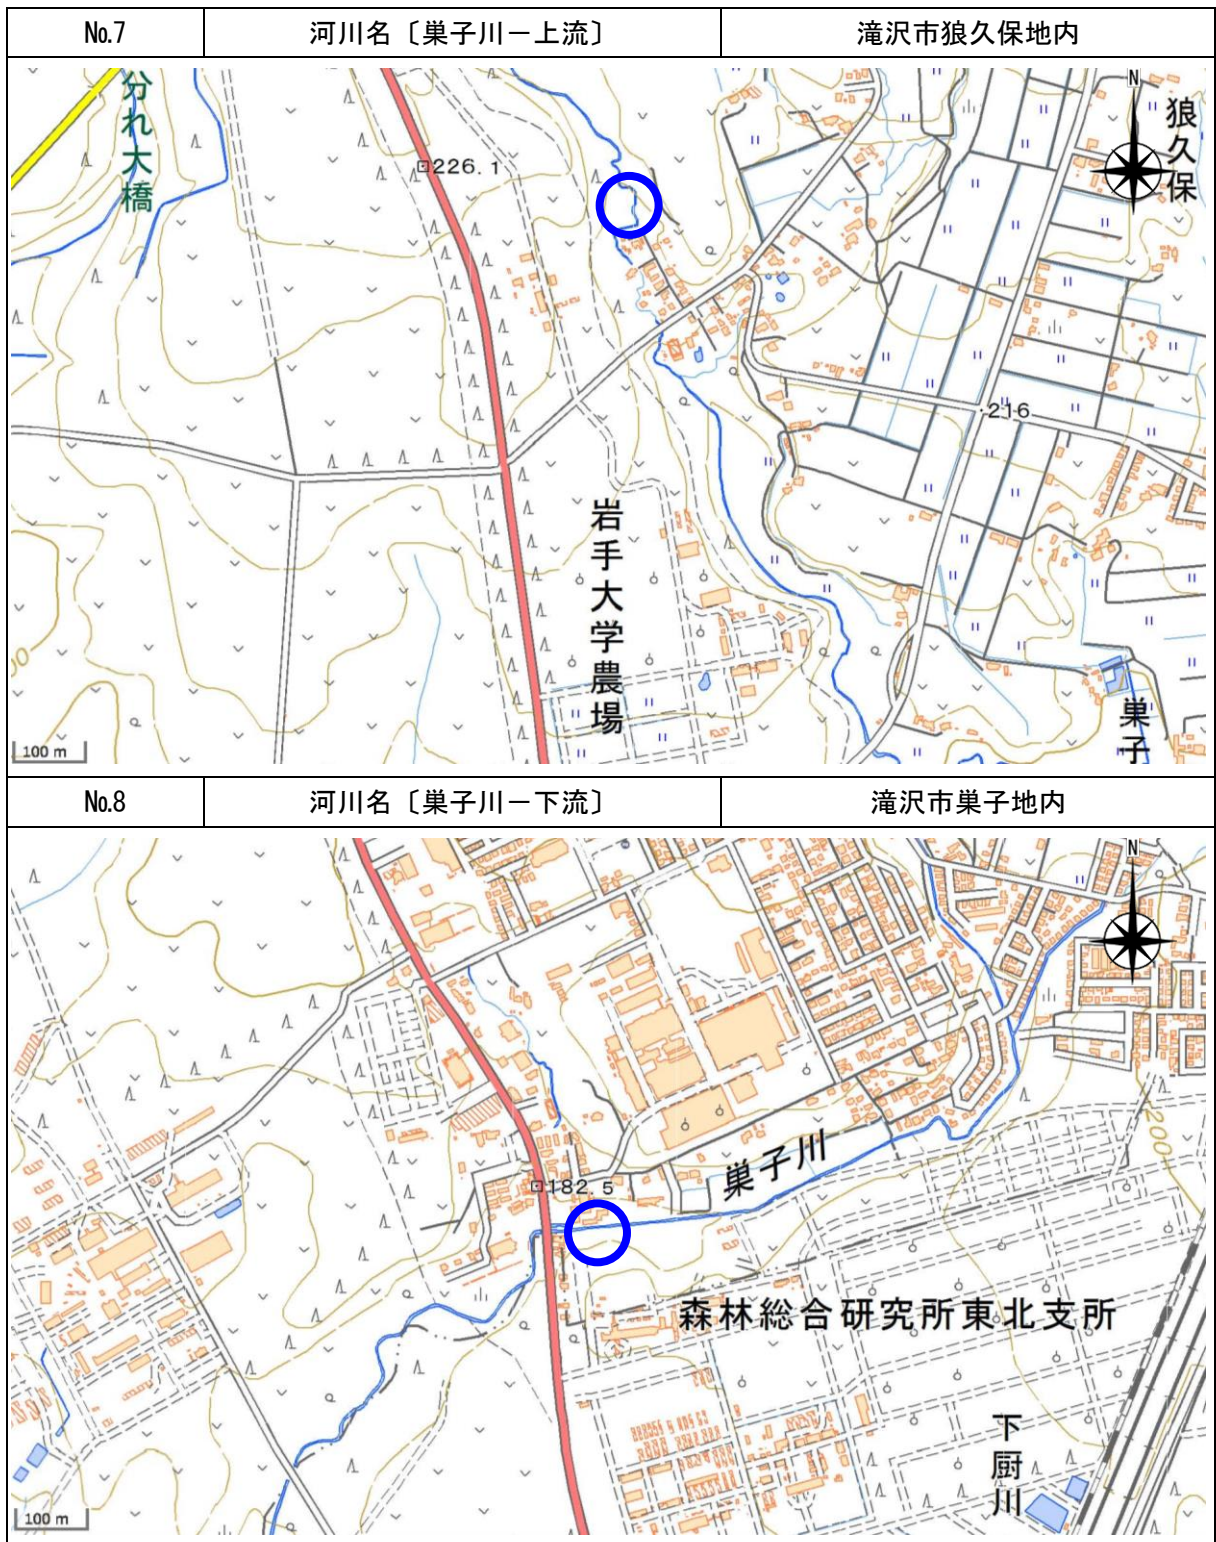 No.7 河川名〔巣子川－上流〕 滝沢市狼久保地内
分れ大橋
226.1
N
狼久保
216
岩手大学農場
巣子
00
100 m
No.8 河川名〔巣子川－下流〕 滝沢市巣子地内
N
200
巣子川
182.5
森林総合研究所東北支所
下厨川
100 m